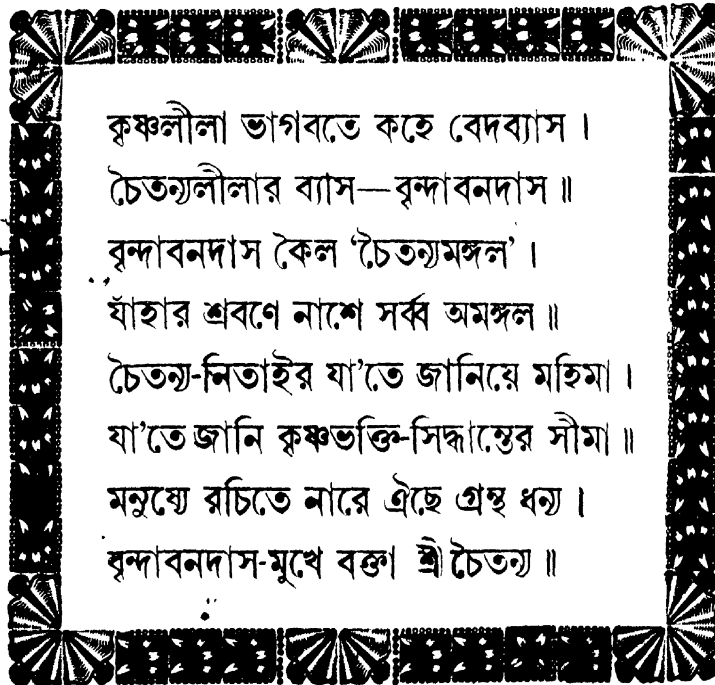 কৃষ্ণলীলা ভাগবতে কহে বেদব্যাস ।
চৈতন্যলীলার ব্যাস—বৃন্দাবনদাস ॥
বৃন্দাবনদাস কৈল ‘চৈতন্যমঙ্গল’ ।
যাঁহার শ্রবণে নাশে সর্ব্ব অমঙ্গল ॥
চৈতন্য-নিতাইর যা’তে জানিয়ে মহিমা ।
যা’তে জানি কৃষ্ণভক্তি-সিদ্ধান্তের সীমা ॥
মনুষ্যে রচিতে নারে ঐছে গ্রন্থ ধন্য ।
বৃন্দাবনদাস-মুখে বক্তা শ্রীচৈতন্য ॥